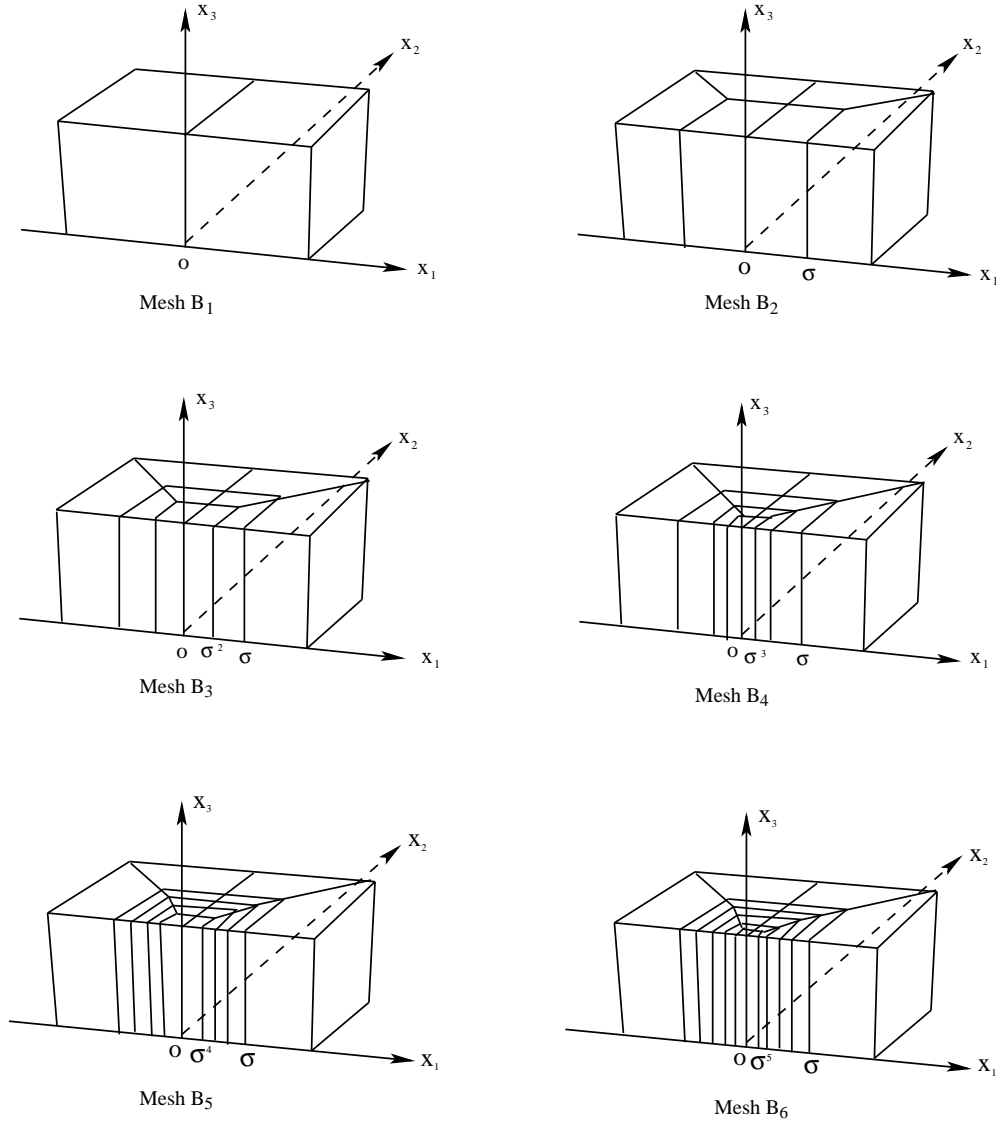 x₃
x₂
o
x₁
Mesh B₁
x₃
x₂
o σ
x₁
Mesh B₂
x₃
x₂
o σ² σ
x₁
Mesh B₃
x₃
x₂
o σ³ σ
x₁
Mesh B₄
x₃
x₂
o σ⁴ σ
x₁
Mesh B₅
x₃
x₂
o σ⁵ σ
x₁
Mesh B₆